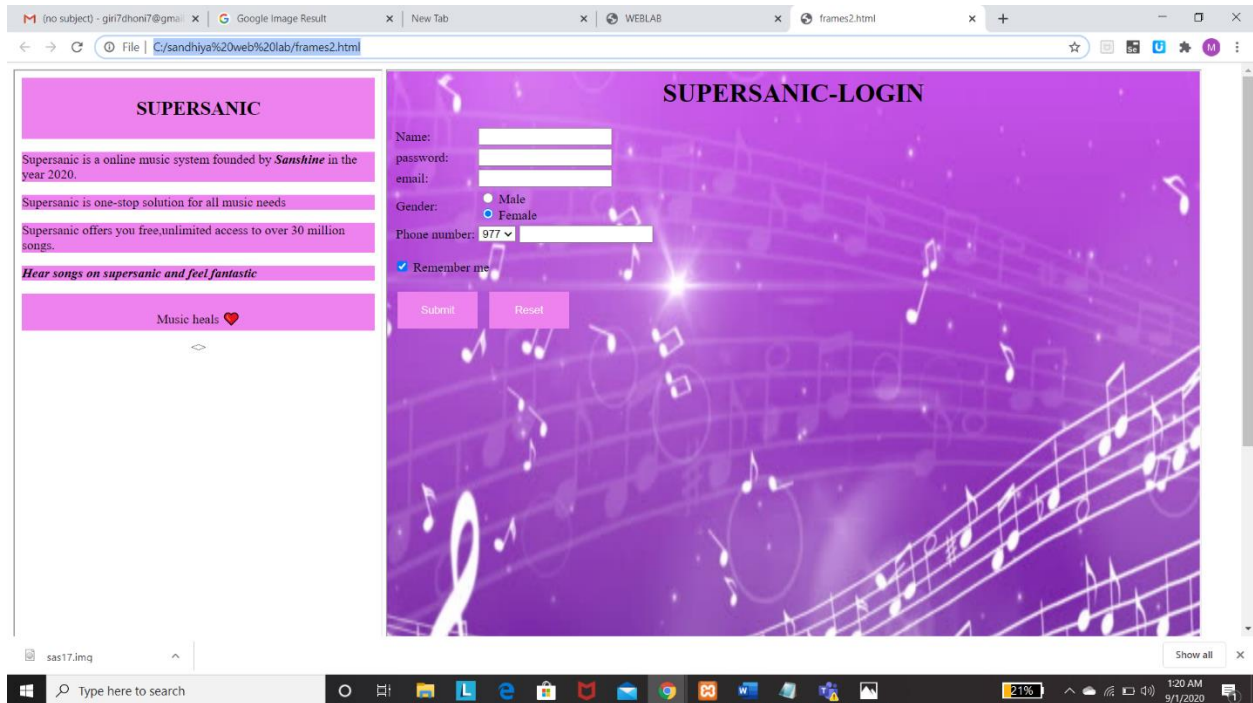 (no subject) - giri7dhoni7@gmai
Google Image Result
New Tab
WEBLAB
frames2.html
File | C:/sandhiya%20web%20lab/frames2.html
SUPERSANIC
Supersanic is a online music system founded by Sanshine in the
year 2020.
Supersanic is one-stop solution for all music needs
Supersanic offers you free,unlimited access to over 30 million
songs.
Hear songs on supersanic and feel fantastic
Music heals ❤
<>
SUPERSANIC-LOGIN
Name:
password:
email:
Gender:
Male
Female
Phone number: 977
Remember me
Submit
Reset
sas17.img
Show all
Type here to search
21%
1:20 AM
9/1/2020